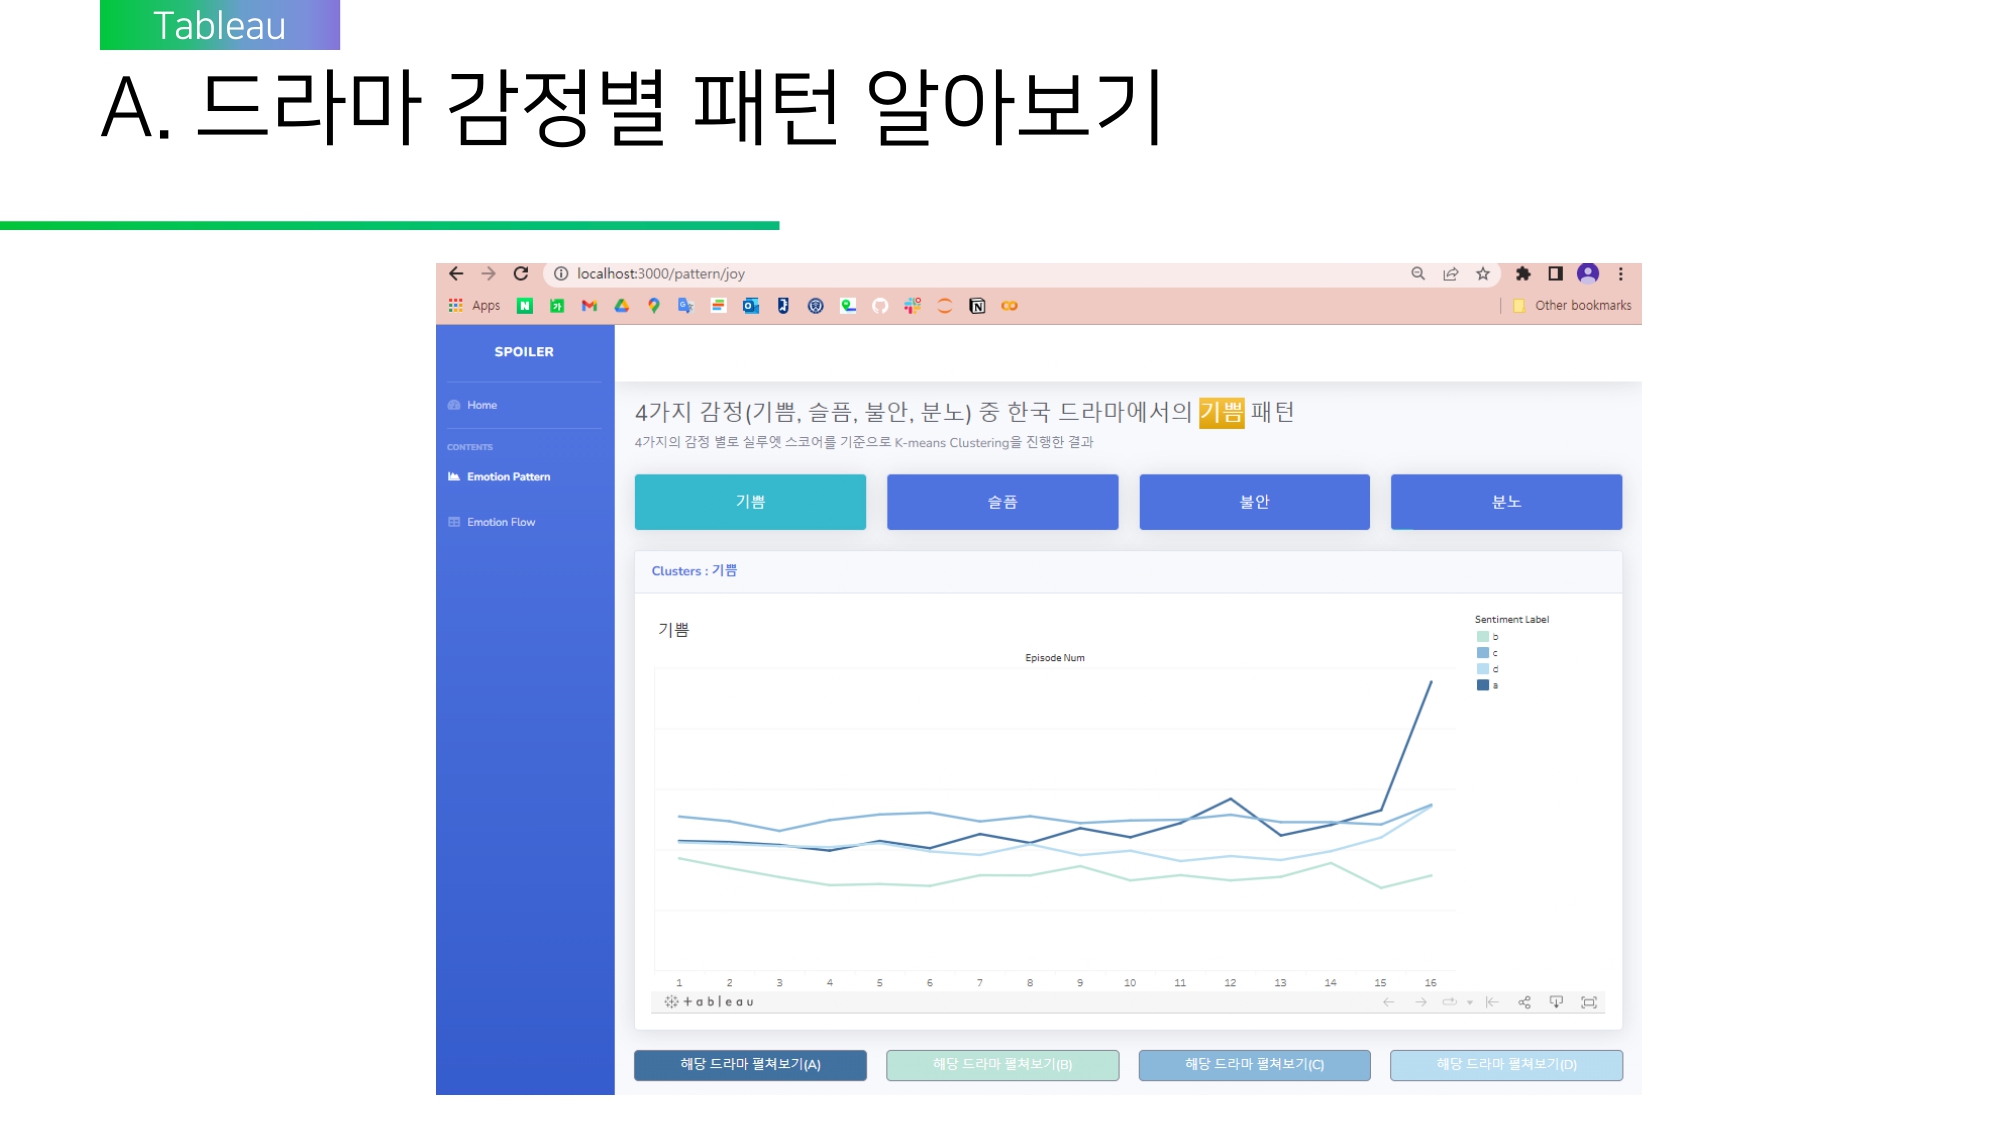 Tableau
A. 드라마 감정별 패턴 알아보기
localhost:3000/pattern/joy
Apps
Other bookmarks
SPOILER
Home
CONTENTS
Emotion Pattern
Emotion Flow
4가지 감정(기쁨, 슬픔, 불안, 분노) 중 한국 드라마에서의 기쁨 패턴
4가지의 감정 별로 실루엣 스코어를 기준으로 K-means Clustering을 진행한 결과
기쁨 슬픔 불안 분노
Clusters : 기쁨
기쁨
Sentiment Label
b
c
d
a
Episode Num
1 2 3 4 5 6 7 8 9 10 11 12 13 14 15 16
+ableau
해당 드라마 펼쳐보기(A) 해당 드라마 펼쳐보기(B) 해당 드라마 펼쳐보기(C) 해당 드라마 펼쳐보기(D)